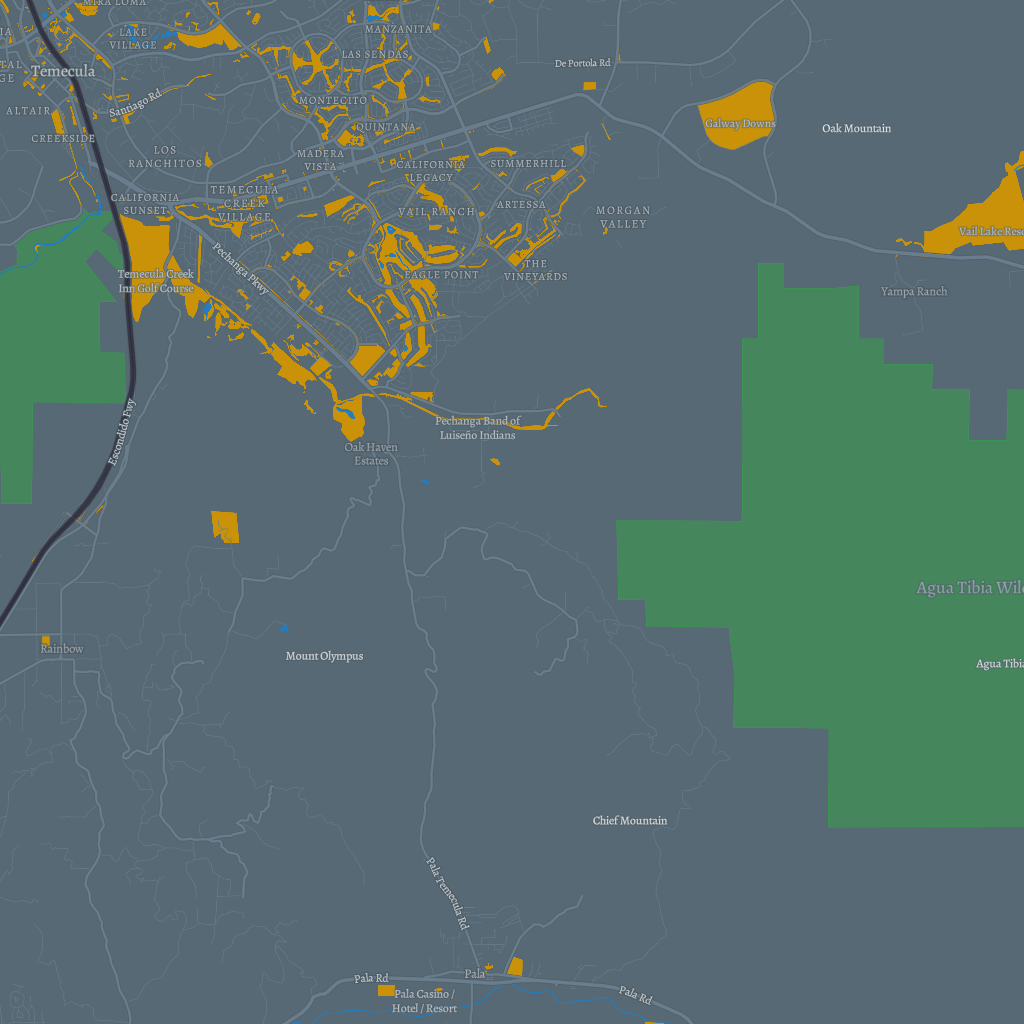 MIRA LOMA
LAKE
VILLAGE
MANZANITA
LAS SENDAS
De Portola Rd
Temecula
Santiago Rd
ALTAIR
MONTECITO
QUINTANA
Galway Downs
Oak Mountain
CREEKSIDE
LOS
RANCHITOS
MADERA
VISTA
CALIFORNIA
LEGACY
SUMMERHILL
CALIFORNIA
SUNSET
TEMECULA
CREEK
VILLAGE
VAIL RANCH
ARTESSA
MORGAN
VALLEY
Vail Lake Reso
Pechanga Pkwy
Temecula Creek
Inn Golf Course
EAGLE POINT
THE
VINEYARDS
Yampa Ranch
Escondido Fwy
Pechanga Band of
Luiseño Indians
Oak Haven
Estates
Agua Tibia Wild
Rainbow
Mount Olympus
Agua Tibia
Chief Mountain
Pala Temecula Rd
Pala Rd
Pala
Pala Casino /
Hotel / Resort
Pala Rd